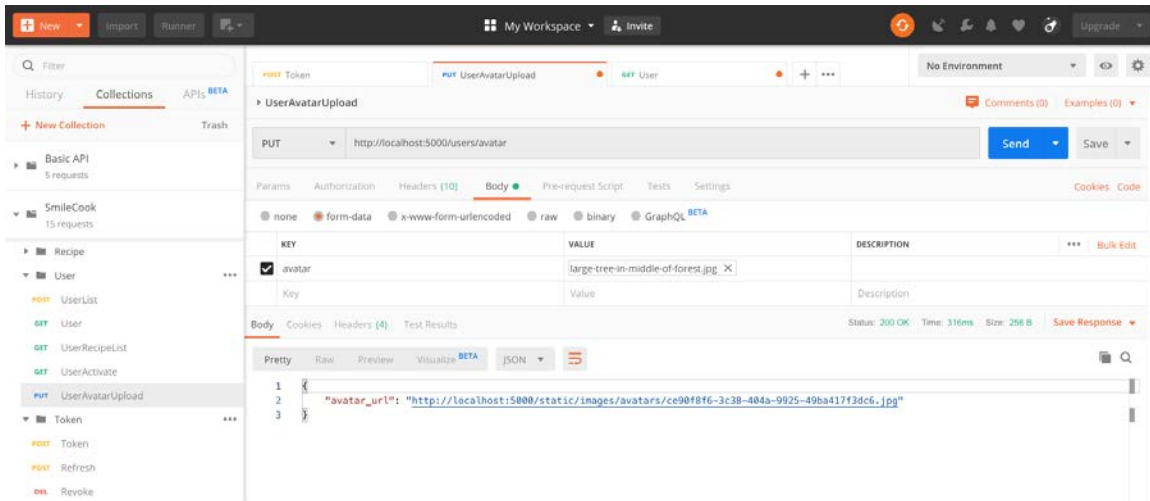 New Import Runner My Workspace Invite Upgrade
Filter
History Collections APIs BETA
+ New Collection Trash
Basic API
5 requests
SmileCook
15 requests
Recipe
User
POST UserList
GET User
GET UserRecipeList
GET UserActivate
PUT UserAvatarUpload
Token
POST Token
POST Refresh
DEL Revoke
POST Token PUT UserAvatarUpload GET User + ••• No Environment
UserAvatarUpload Comments (0) Examples (0)
PUT http://localhost:5000/users/avatar Send Save
Params Authorization Headers (10) Body Pre-request Script Tests Settings Cookies Code
none form-data x-www-form-urlencoded raw binary GraphQL BETA
KEY VALUE DESCRIPTION ••• Bulk Edit
avatar large-tree-in-middle-of-forest.jpg X
Key Value Description
Body Cookies Headers (4) Test Results Status: 200 OK Time: 316ms Size: 256 B Save Response
Pretty Raw Preview Visualize BETA JSON
1 {
2 "avatar_url": "http://localhost:5000/static/images/avatars/ce90f8f6-3c38-404a-9925-49ba417f3dc6.jpg"
3 }